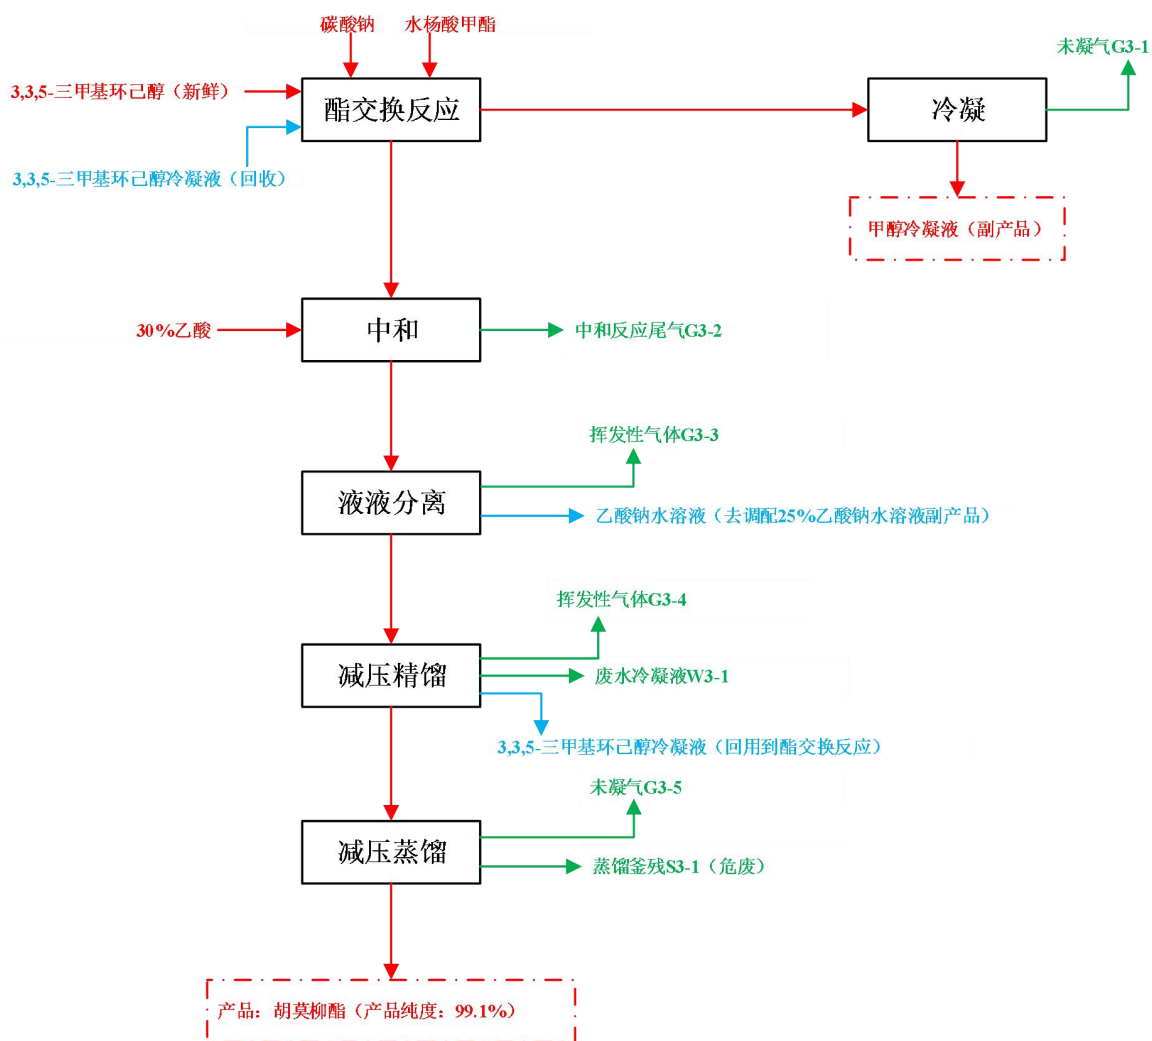 碳酸钠
水杨酸甲酯
未凝气G3-1
3,3,5-三甲基环己醇（新鲜）
酯交换反应
冷凝
3,3,5-三甲基环己醇冷凝液（回收）
甲醇冷凝液（副产品）
30%乙酸
中和
中和反应尾气G3-2
挥发性气体G3-3
液液分离
乙酸钠水溶液（去调配25%乙酸钠水溶液副产品）
挥发性气体G3-4
减压精馏
废水冷凝液W3-1
3,3,5-三甲基环己醇冷凝液（回用到酯交换反应）
未凝气G3-5
减压蒸馏
蒸馏釜残S3-1（危废）
产品：胡莫柳酯（产品纯度：99.1%）